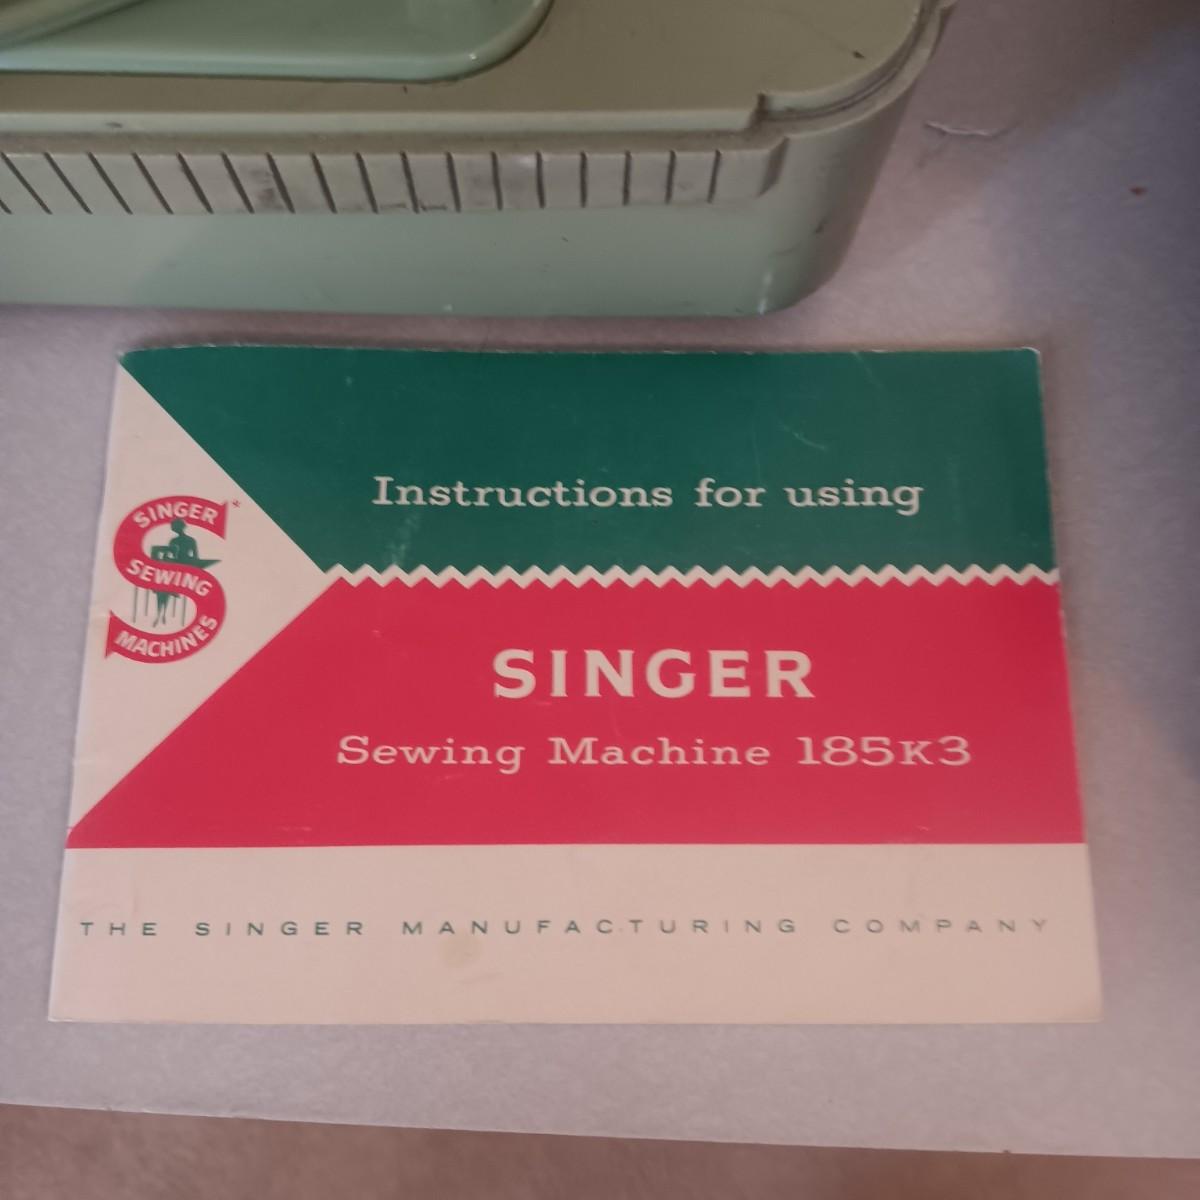 Instructions for using
SINGER*
SEWING
MACHINES
SINGER
Sewing Machine 185K3
THE SINGER MANUFACTURING COMPANY